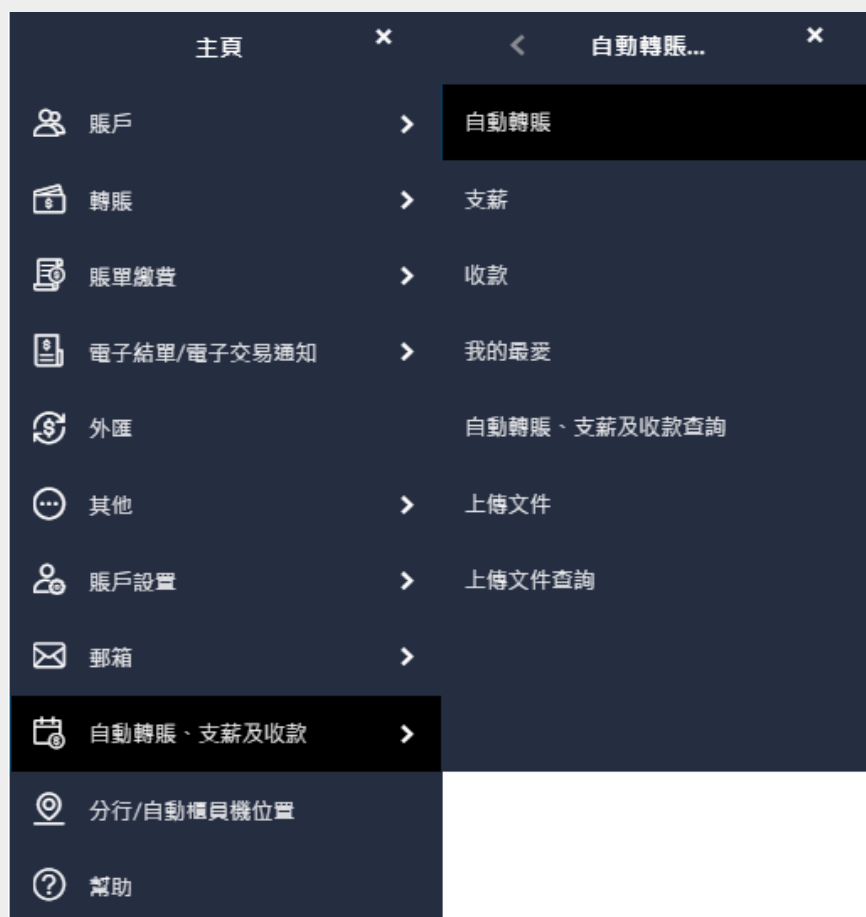 主頁
賬戶
轉賬
賬單繳費
電子結單/電子交易通知
外匯
其他
賬戶設置
郵箱
自動轉賬、支薪及收款
分行/自動櫃員機位置
幫助
自動轉賬...
自動轉賬
支薪
收款
我的最愛
自動轉賬、支薪及收款查詢
上傳文件
上傳文件查詢